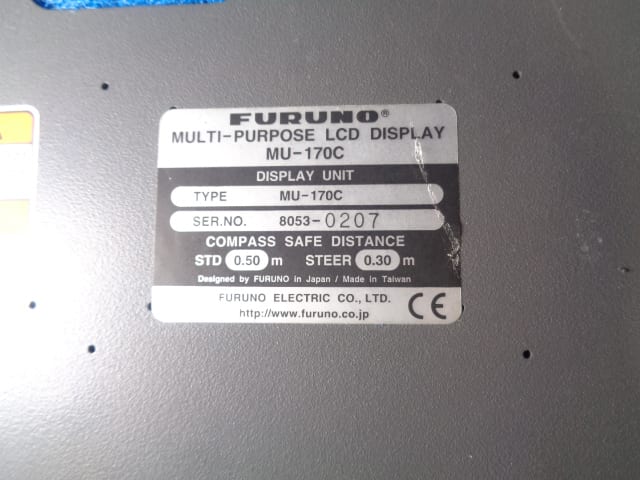 FURUNO®
MULTI-PURPOSE LCD DISPLAY
MU-170C
DISPLAY UNIT
TYPE MU-170C
SER.NO. 8053-0207
COMPASS SAFE DISTANCE
STD 0.50 m STEER 0.30 m
Designed by FURUNO in Japan / Made in Taiwan
FURUNO ELECTRIC CO., LTD.
http://www.furuno.co.jp
CE